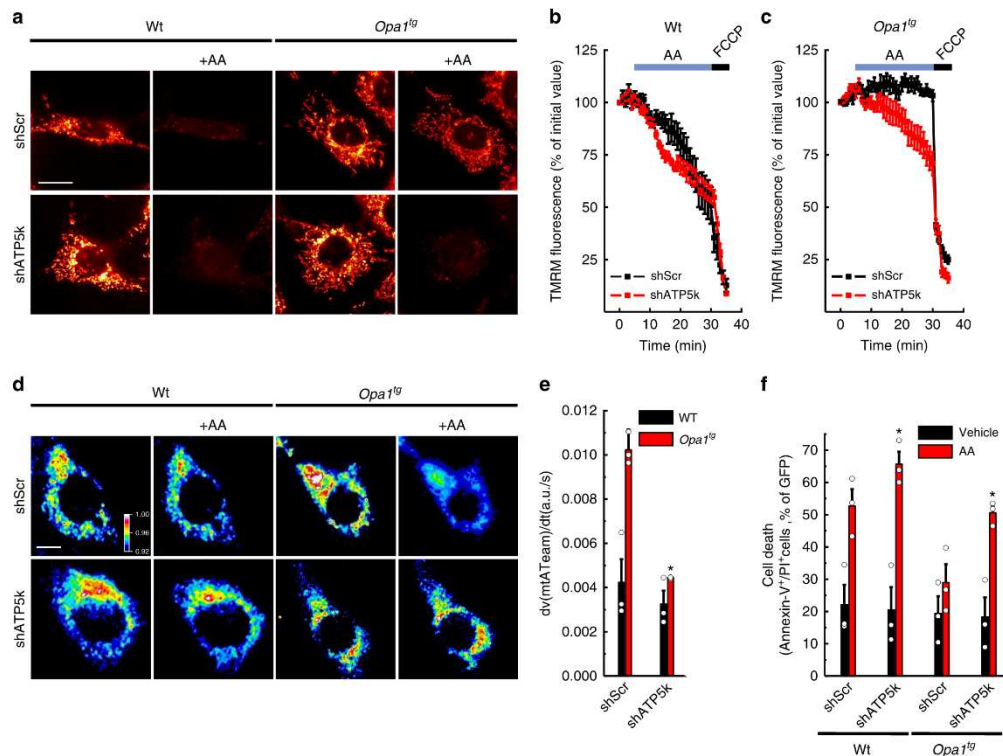 a
Wt
Opa1tg
+AA
+AA
shScr
shATP5k
b
Wt
AA
FCCP
TMRM fluorescence (% of initial value)
125
100
75
50
25
shScr
shATP5k
0 10 20 30 40
Time (min)
c
Opa1tg
AA
FCCP
TMRM fluorescence (% of initial value)
125
100
75
50
25
shScr
shATP5k
0 10 20 30 40
Time (min)
d
Wt
Opa1tg
+AA
+AA
shScr
1.00
0.96
0.92
shATP5k
e
WT
Opa1tg
dv(mtATeam)/dt(a.u./s)
0.012
0.010
0.008
0.006
0.004
0.002
0.000
*
shScr
shATP5k
f
Vehicle
AA
Cell death
(Annexin-V+/PI+cells ,% of GFP)
80
70
60
50
40
30
20
10
0
*
*
shScr
shATP5k
shScr
shATP5k
Wt
Opa1tg